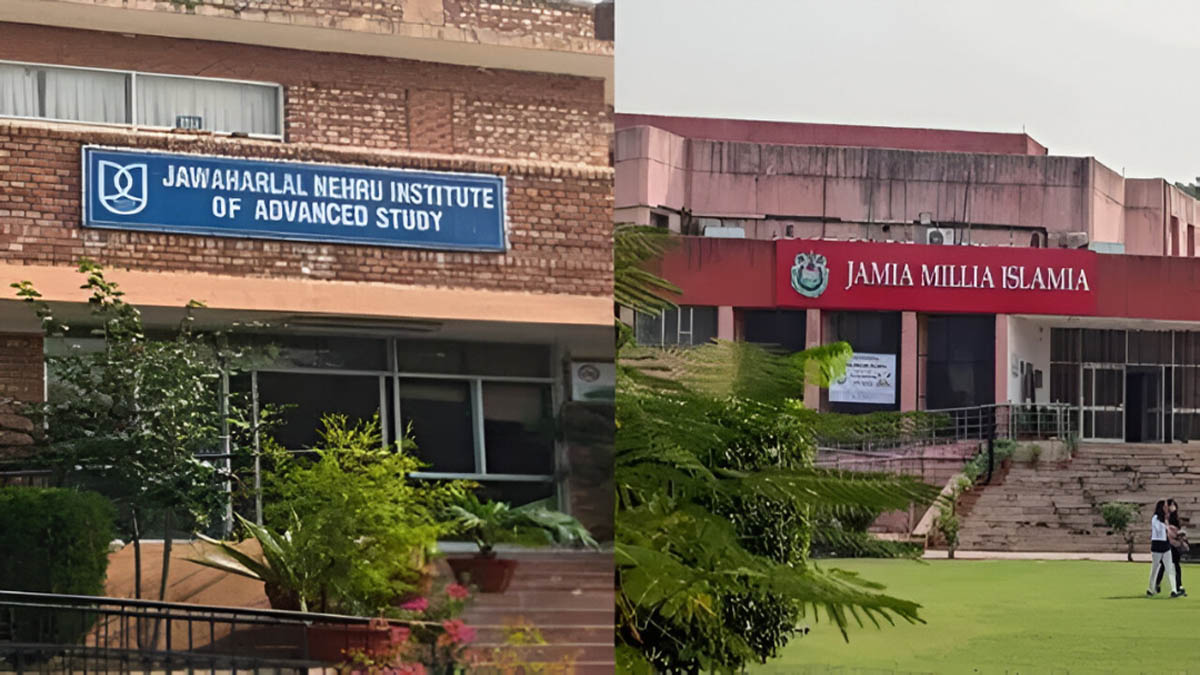 JAWAHARLAL NEHRU INSTITUTE
OF ADVANCED STUDY
JAMIA MILLIA ISLAMIA